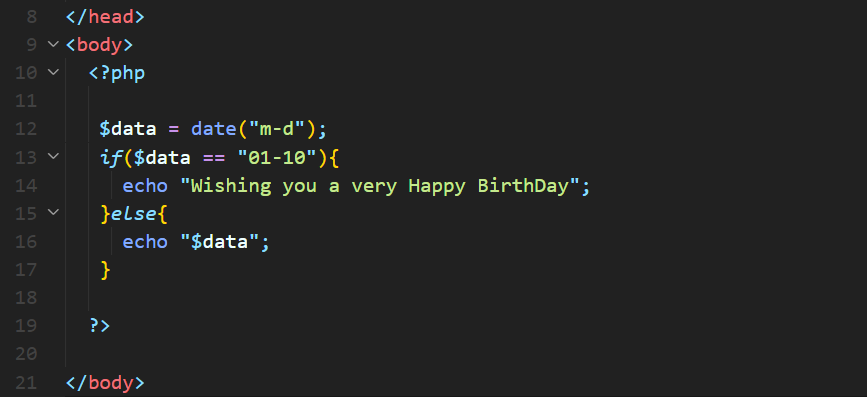 8 </head>
9 <body>
10 <?php
11
12 $data = date("m-d");
13 if($data == "01-10"){
14 echo "Wishing you a very Happy BirthDay";
15 }else{
16 echo "$data";
17 }
18
19 ?>
20
21 </body>